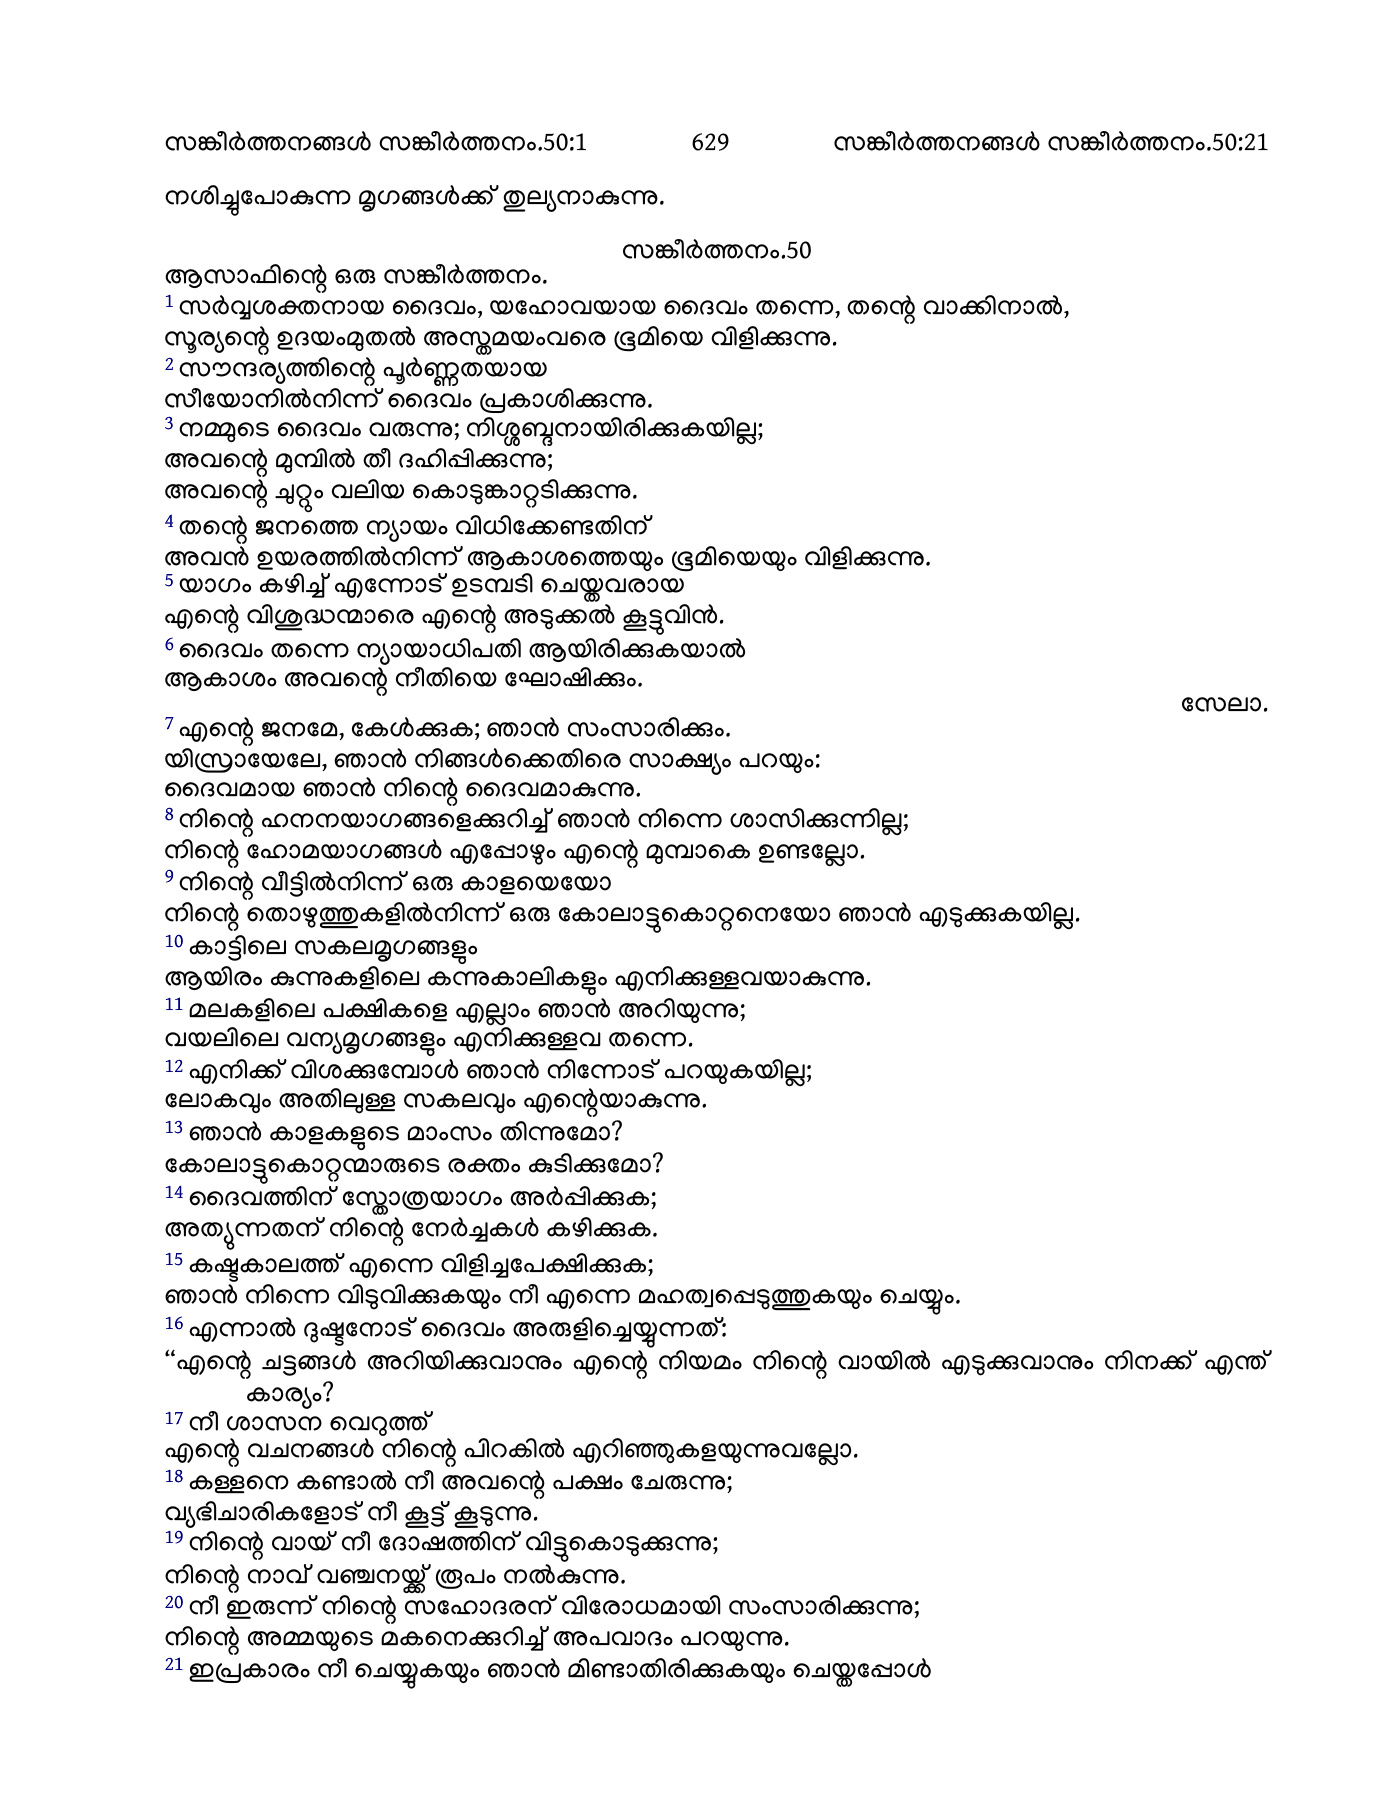 സങ്കീർത്തനങ്ങൾ സങ്കീർത്തനം.50:1 629 സങ്കീർത്തനങ്ങൾ സങ്കീർത്തനം.50:21
നശിച്ചുപോകുന്ന മൃഗങ്ങൾക്ക് തുല്യനാകുന്നു.
സങ്കീർത്തനം.50
ആസാഫിന്റെ ഒരു സങ്കീർത്തനം.
1 സർവ്വശക്തനായ ദൈവം, യഹോവയായ ദൈവം തന്നെ, തന്റെ വാക്കിനാൽ,
സൂര്യന്റെ ഉദയംമുതൽ അസ്തമയംവരെ ഭൂമിയെ വിളിക്കുന്നു.
2 സൗന്ദര്യത്തിന്റെ പൂർണ്ണതയായ
സീയോനിൽനിന്ന് ദൈവം പ്രകാശിക്കുന്നു.
3 നമ്മുടെ ദൈവം വരുന്നു; നിശ്ശബ്ദനായിരിക്കുകയില്ല;
അവന്റെ മുമ്പിൽ തീ ദഹിപ്പിക്കുന്നു;
അവന്റെ ചുറ്റും വലിയ കൊടുങ്കാറ്റടിക്കുന്നു.
4 തന്റെ ജനത്തെ ന്യായം വിധിക്കേണ്ടതിന്
അവൻ ഉയരത്തിൽനിന്ന് ആകാശത്തെയും ഭൂമിയെയും വിളിക്കുന്നു.
5 യാഗം കഴിച്ച് എന്നോട് ഉടമ്പടി ചെയ്തവരായ
എന്റെ വിശുദ്ധന്മാരെ എന്റെ അടുക്കൽ കൂട്ടുവിൻ.
6 ദൈവം തന്നെ ന്യായാധിപതി ആയിരിക്കുകയാൽ
ആകാശം അവന്റെ നീതിയെ ഘോഷിക്കും.
സേലാ.
7 എന്റെ ജനമേ, കേൾക്കുക; ഞാൻ സംസാരിക്കും.
യിസ്രായേലേ, ഞാൻ നിങ്ങൾക്കെതിരെ സാക്ഷ്യം പറയും:
ദൈവമായ ഞാൻ നിന്റെ ദൈവമാകുന്നു.
8 നിന്റെ ഹനനയാഗങ്ങളെക്കുറിച്ച് ഞാൻ നിന്നെ ശാസിക്കുന്നില്ല;
നിന്റെ ഹോമയാഗങ്ങൾ എപ്പോഴും എന്റെ മുമ്പാകെ ഉണ്ടല്ലോ.
9 നിന്റെ വീട്ടിൽനിന്ന് ഒരു കാളയെയോ
നിന്റെ തൊഴുത്തുകളിൽനിന്ന് ഒരു കോലാട്ടുകൊറ്റനെയോ ഞാൻ എടുക്കുകയില്ല.
10 കാട്ടിലെ സകലമൃഗങ്ങളും
ആയിരം കുന്നുകളിലെ കന്നുകാലികളും എനിക്കുള്ളവയാകുന്നു.
11 മലകളിലെ പക്ഷികളെ എല്ലാം ഞാൻ അറിയുന്നു;
വയലിലെ വന്യമൃഗങ്ങളും എനിക്കുള്ളവ തന്നെ.
12 എനിക്ക് വിശക്കുമ്പോൾ ഞാൻ നിന്നോട് പറയുകയില്ല;
ലോകവും അതിലുള്ള സകലവും എന്റെയാകുന്നു.
13 ഞാൻ കാളകളുടെ മാംസം തിന്നുമോ?
കോലാട്ടുകൊറ്റന്മാരുടെ രക്തം കുടിക്കുമോ?
14 ദൈവത്തിന് സ്തോത്രയാഗം അർപ്പിക്കുക;
അത്യുന്നതന് നിന്റെ നേർച്ചകൾ കഴിക്കുക.
15 കഷ്ടകാലത്ത് എന്നെ വിളിച്ചപേക്ഷിക്കുക;
ഞാൻ നിന്നെ വിടുവിക്കുകയും നീ എന്നെ മഹത്വപ്പെടുത്തുകയും ചെയ്യും.
16 എന്നാൽ ദുഷ്ടനോട് ദൈവം അരുളിച്ചെയ്യുന്നത്:
“എന്റെ ചട്ടങ്ങൾ അറിയിക്കുവാനും എന്റെ നിയമം നിന്റെ വായിൽ എടുക്കുവാനും നിനക്ക് എന്ത്
കാര്യം?
17 നീ ശാസന വെറുത്ത്
എന്റെ വചനങ്ങൾ നിന്റെ പിറകിൽ എറിഞ്ഞുകളയുന്നുവല്ലോ.
18 കള്ളനെ കണ്ടാൽ നീ അവന്റെ പക്ഷം ചേരുന്നു;
വ്യഭിചാരികളോട് നീ കൂട്ട് കൂടുന്നു.
19 നിന്റെ വായ് നീ ദോഷത്തിന് വിട്ടുകൊടുക്കുന്നു;
നിന്റെ നാവ് വഞ്ചനയ്ക്ക് രൂപം നൽകുന്നു.
20 നീ ഇരുന്ന് നിന്റെ സഹോദരന് വിരോധമായി സംസാരിക്കുന്നു;
നിന്റെ അമ്മയുടെ മകനെക്കുറിച്ച് അപവാദം പറയുന്നു.
21 ഇപ്രകാരം നീ ചെയ്യുകയും ഞാൻ മിണ്ടാതിരിക്കുകയും ചെയ്തപ്പോൾ